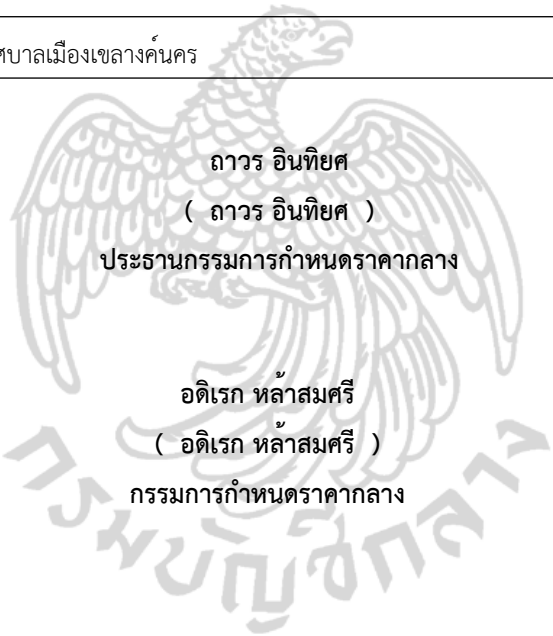 ศบาลเมืองเขลางค์นคร
ถาวร อินทิยศ
( ถาวร อินทิยศ )
ประธานกรรมการกำหนดราคากลาง
อดิเรก หล้าสมศรี
( อดิเรก หล้าสมศรี )
กรรมการกำหนดราคากลาง
กรมบัญชีกลาง